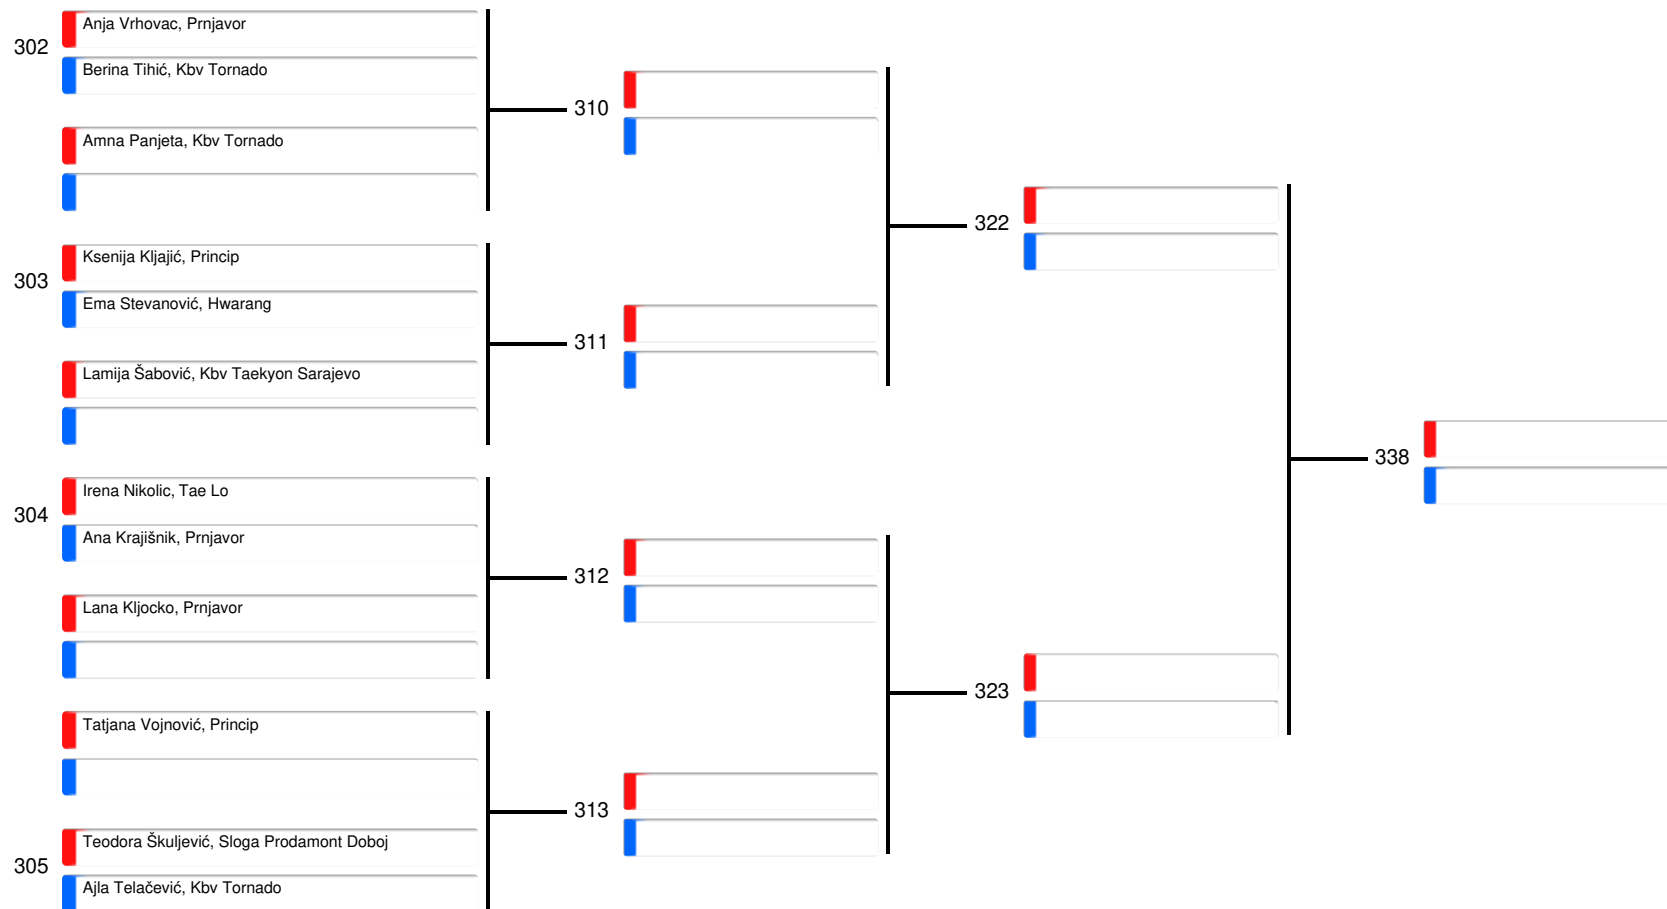 302
Anja Vrhovac, Prnjavor
Berina Tihić, Kbv Tornado
Amna Panjeta, Kbv Tornado
303
Ksenija Kljajić, Princip
Ema Stevanović, Hwarang
Lamija Šabović, Kbv Taekyon Sarajevo
304
Irena Nikolic, Tae Lo
Ana Krajišnik, Prnjavor
Lana Kljocko, Prnjavor
Tatjana Vojnović, Princip
305
Teodora Škuljević, Sloga Prodamont Doboj
Ajla Telačević, Kbv Tornado
310
311
312
313
322
323
338